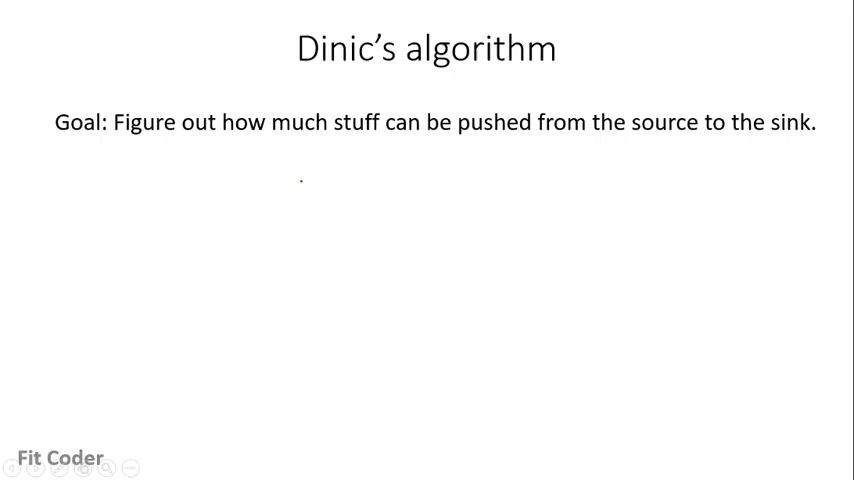 Dinic’s algorithm
Goal: Figure out how much stuff can be pushed from the source to the sink.
Fit Coder